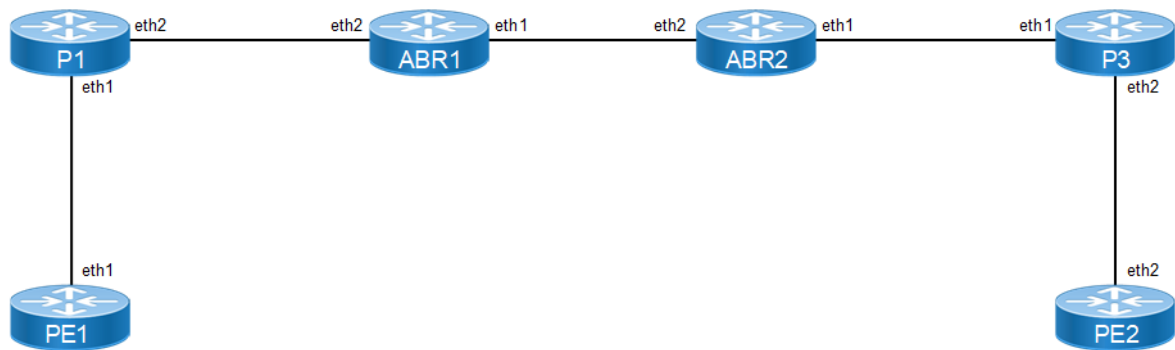 eth2 eth2 eth1 eth2 eth1 eth1
P1 ABR1 ABR2 P3
eth1 eth2
eth1 eth2
PE1 PE2